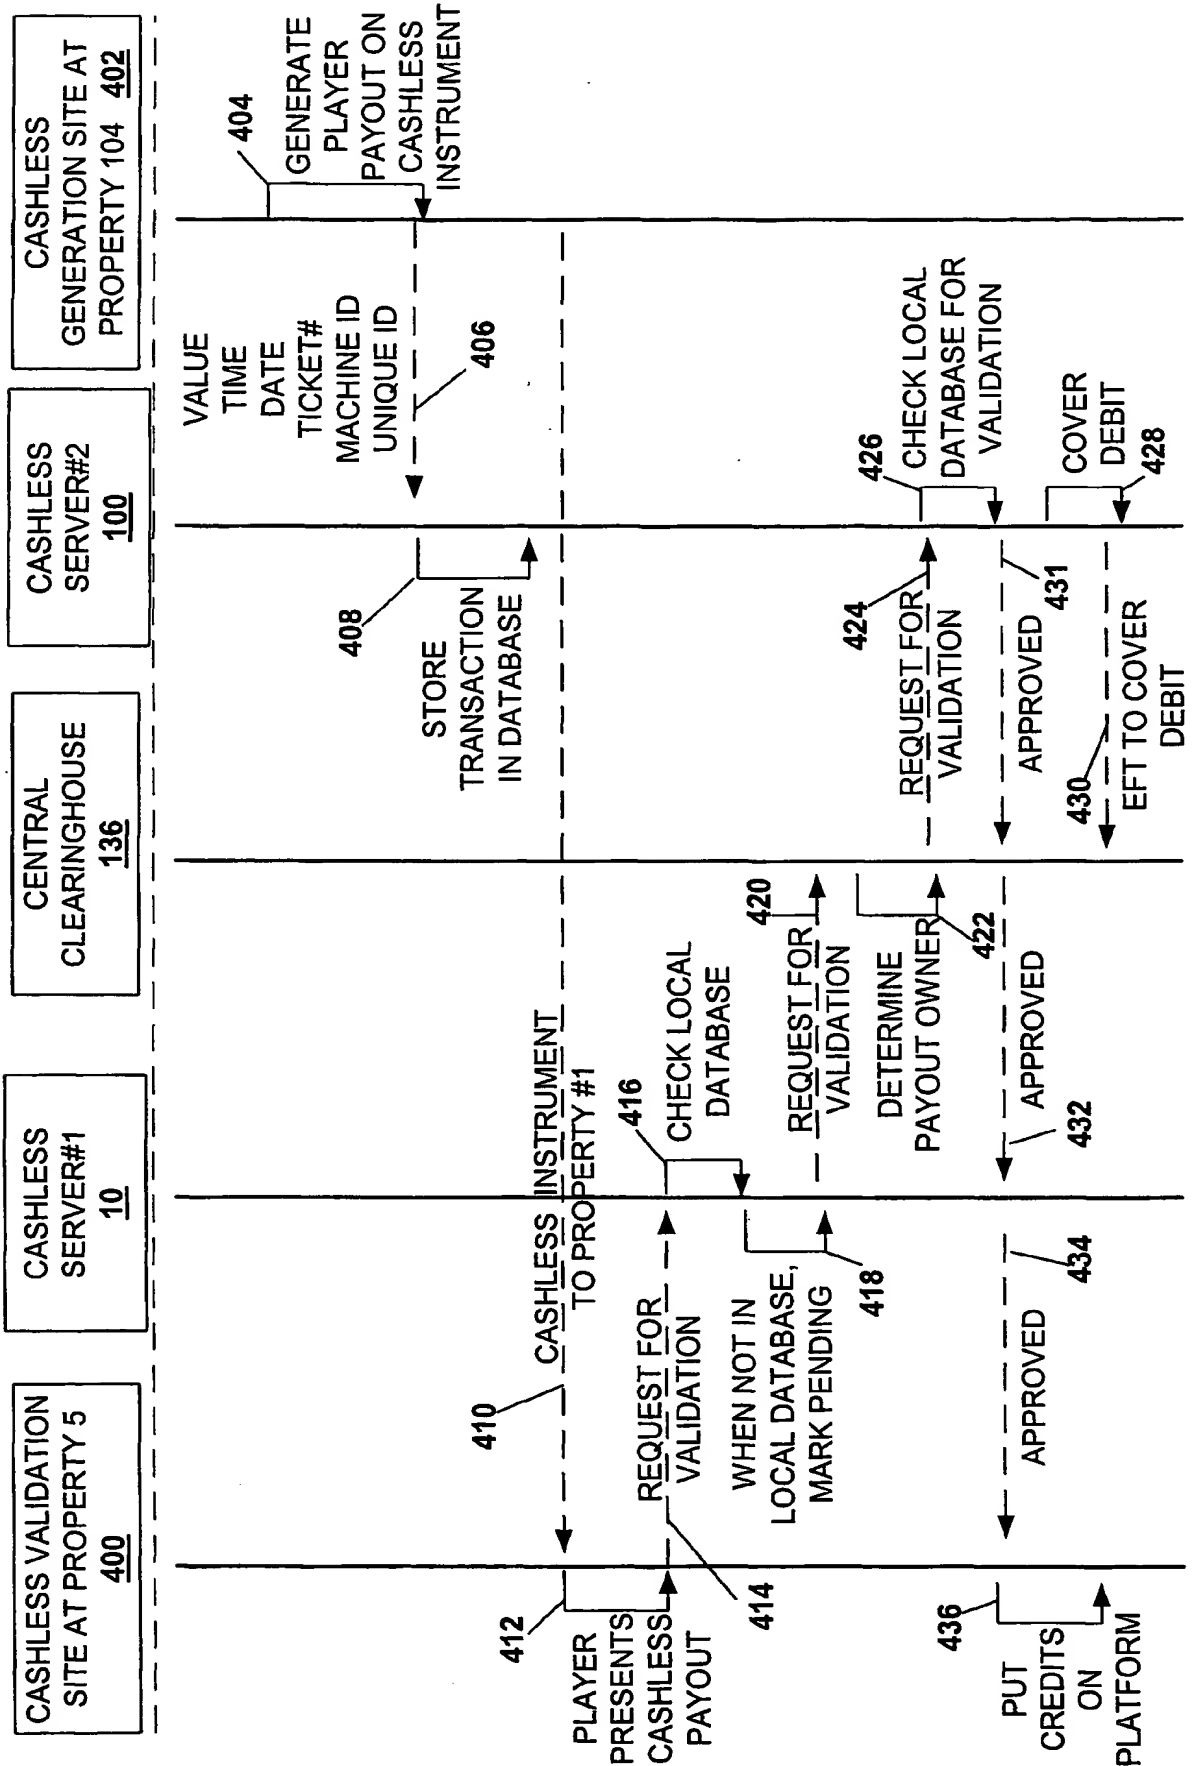 CASHLESS VALIDATION
SITE AT PROPERTY 5
400
CASHLESS
SERVER#1
10
CENTRAL
CLEARINGHOUSE
136
CASHLESS
SERVER#2
100
CASHLESS
GENERATION SITE AT
PROPERTY 104 402
404
GENERATE
PLAYER
PAYOUT ON
CASHLESS
INSTRUMENT
VALUE
TIME
DATE
TICKET#
MACHINE ID
UNIQUE ID
406
408
STORE
TRANSACTION
IN DATABASE
410
CASHLESS INSTRUMENT
TO PROPERTY #1
412
PLAYER
PRESENTS
CASHLESS
PAYOUT
414
REQUEST FOR
VALIDATION
416
CHECK LOCAL
DATABASE
WHEN NOT IN
LOCAL DATABASE,
MARK PENDING
418
420
REQUEST FOR
VALIDATION
DETERMINE
PAYOUT OWNER
422
424
REQUEST FOR
VALIDATION
426
CHECK LOCAL
DATABASE FOR
VALIDATION
431
APPROVED
COVER
DEBIT
428
430
EFT TO COVER
DEBIT
APPROVED
432
434
APPROVED
436
PUT
CREDITS
ON
PLATFORM